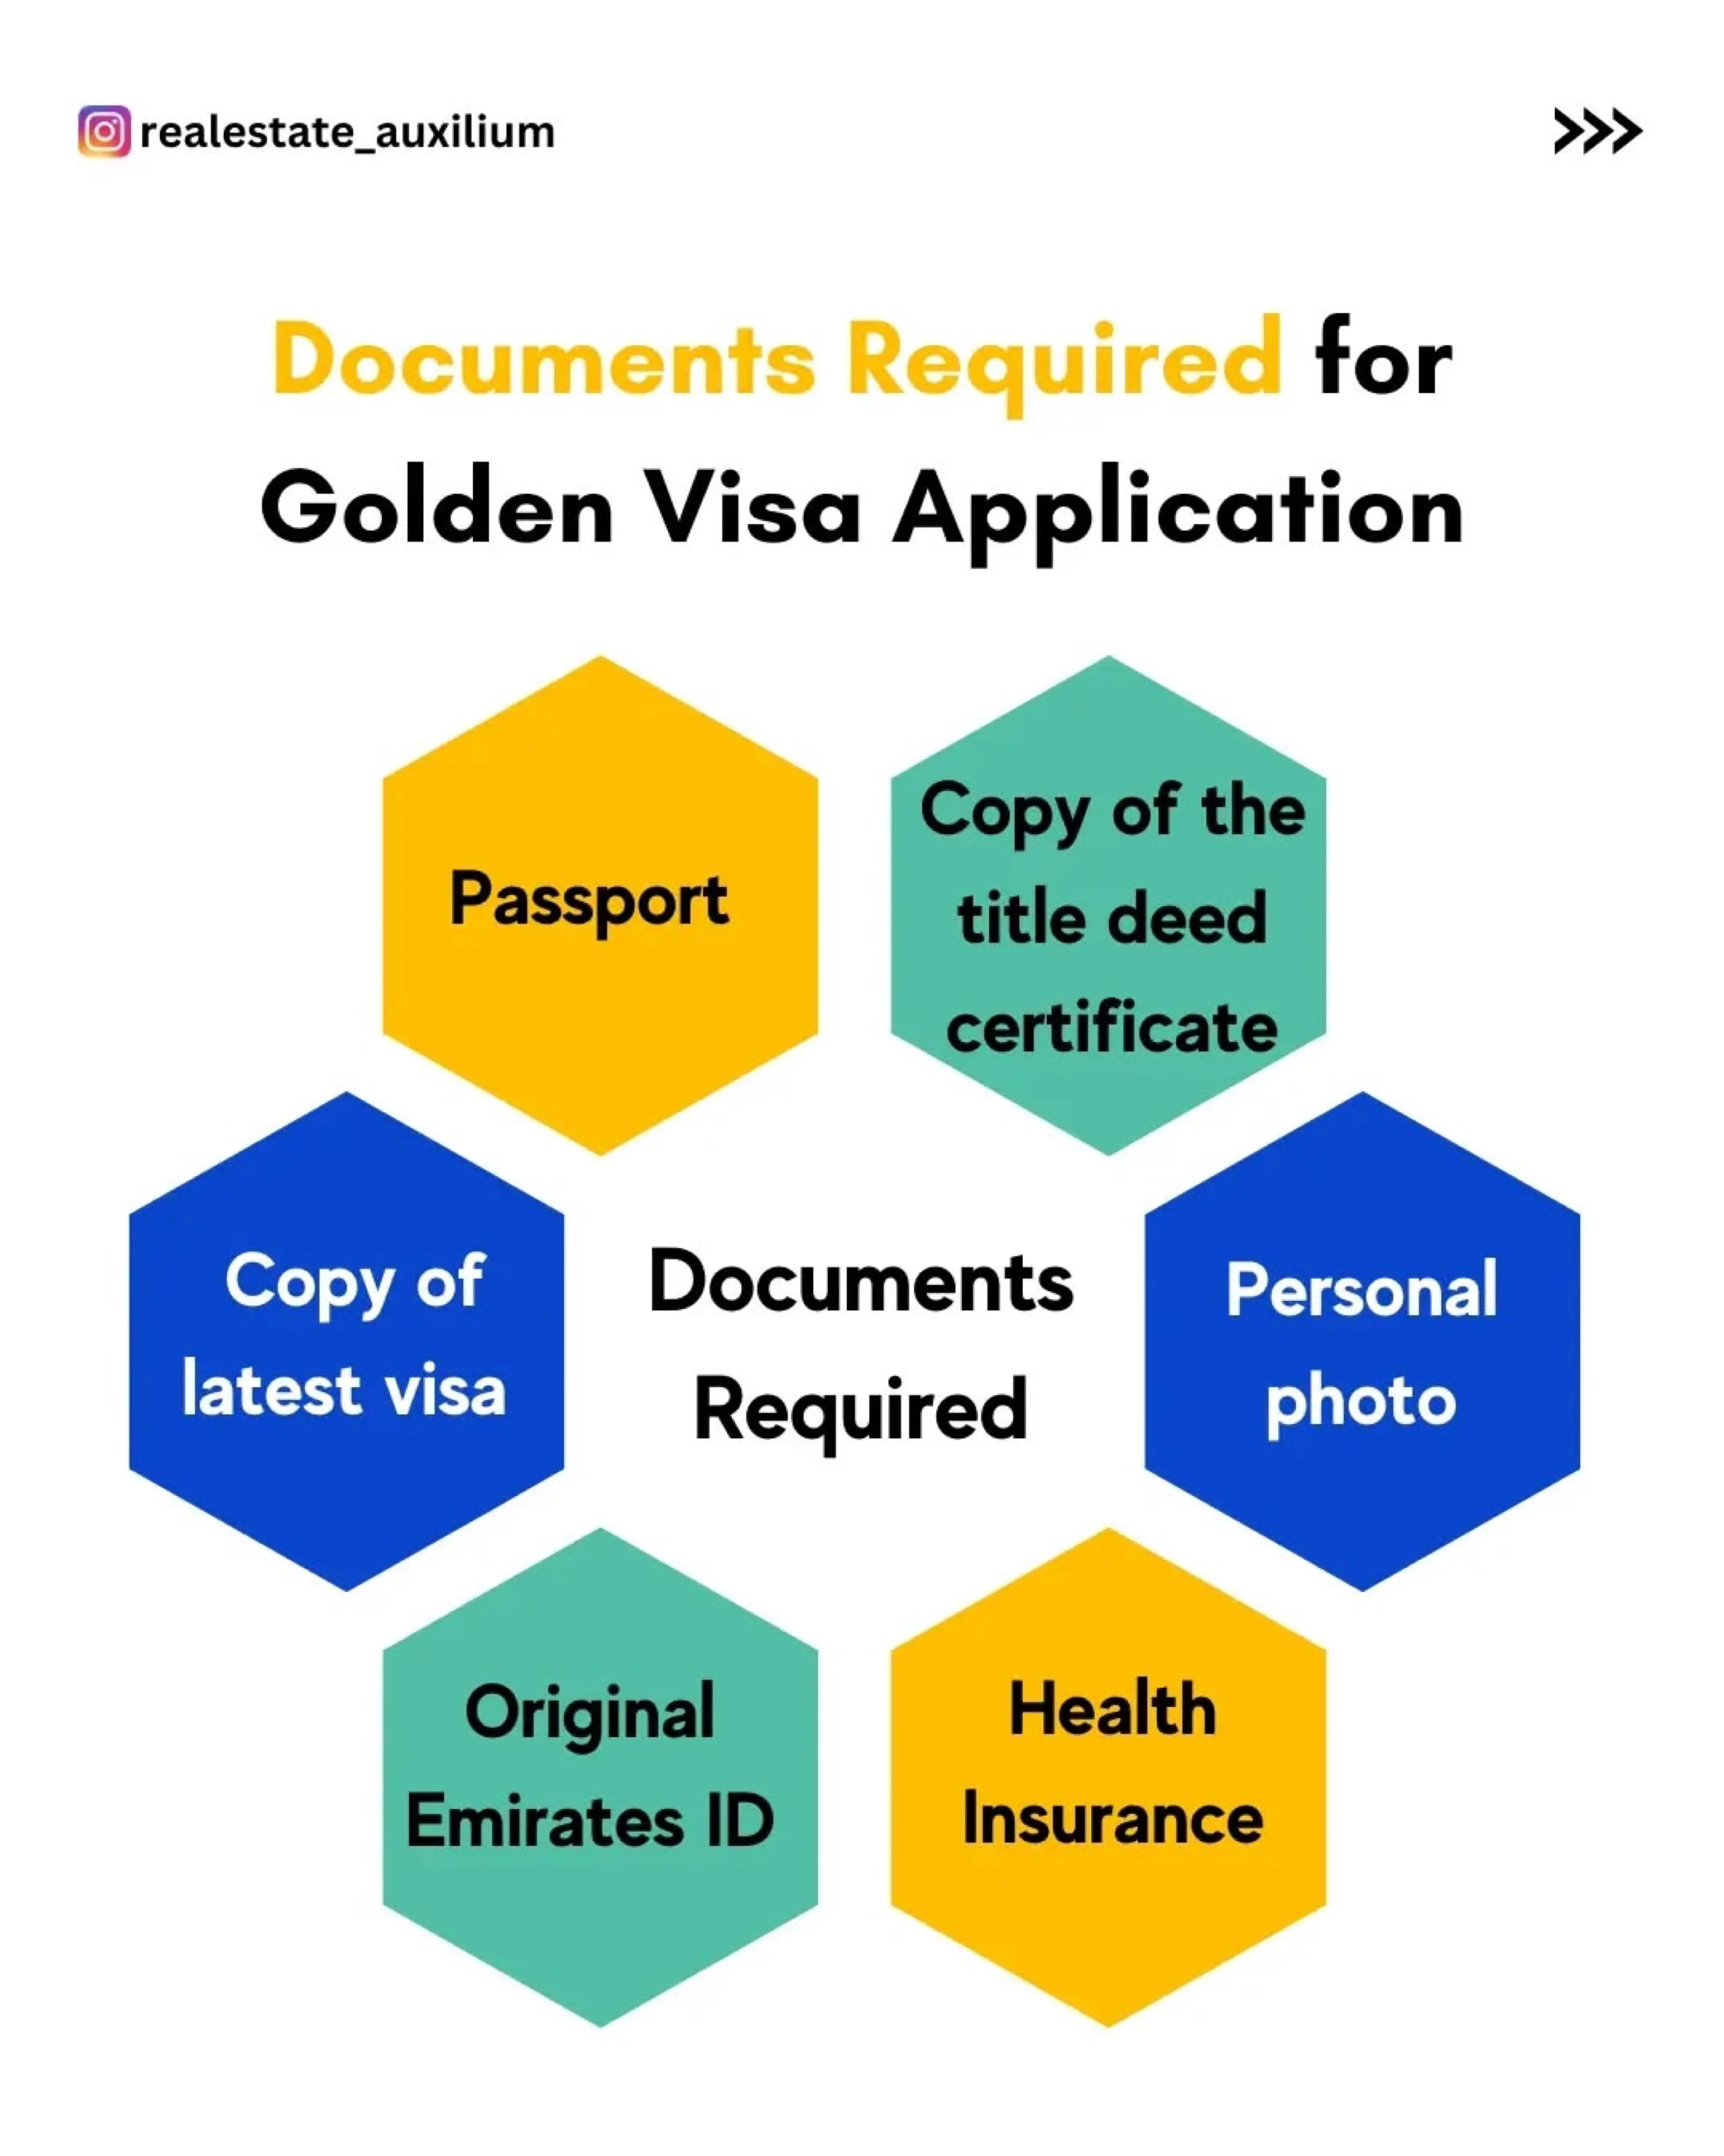 realestate_auxilium
>>>
Documents Required for
Golden Visa Application
Passport
Copy of the
title deed
certificate
Copy of
latest visa
Documents
Required
Personal
photo
Original
Emirates ID
Health
Insurance